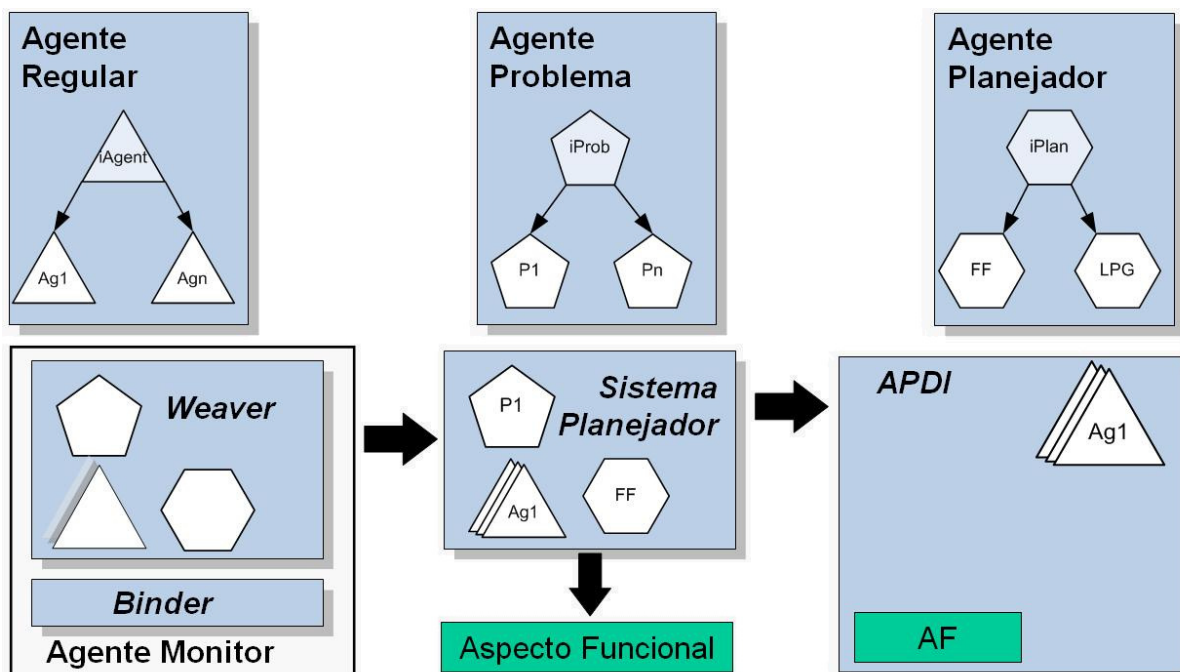 Agente
Regular
iAgent
Ag1
Agn
Agente
Problema
iProb
P1
Pn
Agente
Planejador
iPlan
FF
LPG
Weaver
Binder
Agente Monitor
P1
Sistema
Planejador
Ag1
FF
Aspecto Funcional
APDI
Ag1
AF